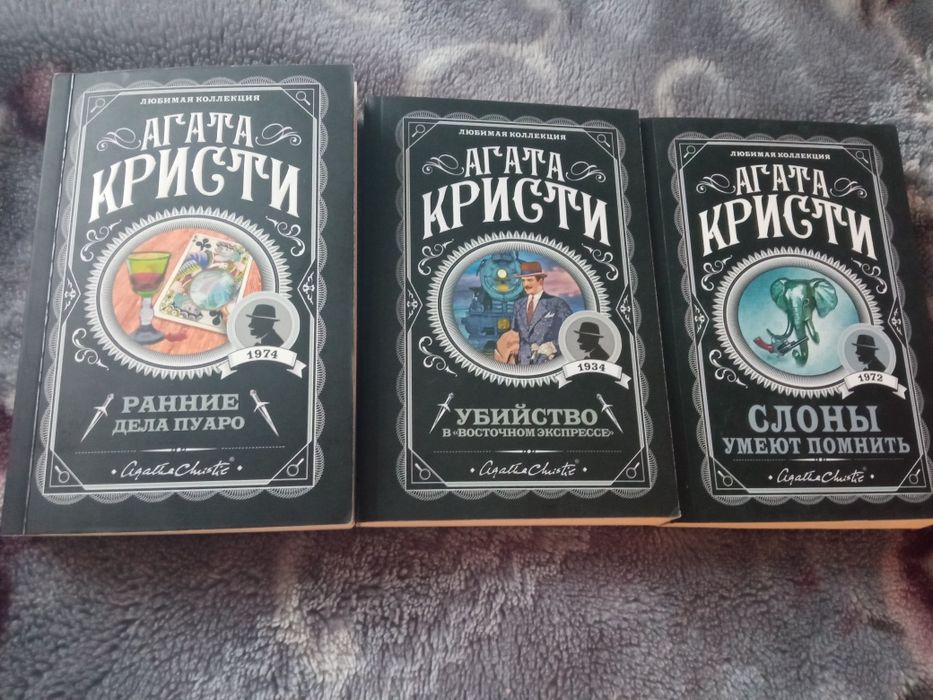 ЛЮБИМАЯ КОЛЛЕКЦИЯ
АГАТА
КРИСТИ
1974
РАННИЕ
ДЕЛА ПУАРО
Agatha Christie
ЛЮБИМАЯ КОЛЛЕКЦИЯ
АГАТА
КРИСТИ
1934
УБИЙСТВО
В «ВОСТОЧНОМ ЭКСПРЕССЕ»
Agatha Christie
ЛЮБИМАЯ КОЛЛЕКЦИЯ
АГАТА
КРИСТИ
1972
СЛОНЫ
УМЕЮТ ПОМНИТЬ
Agatha Christie